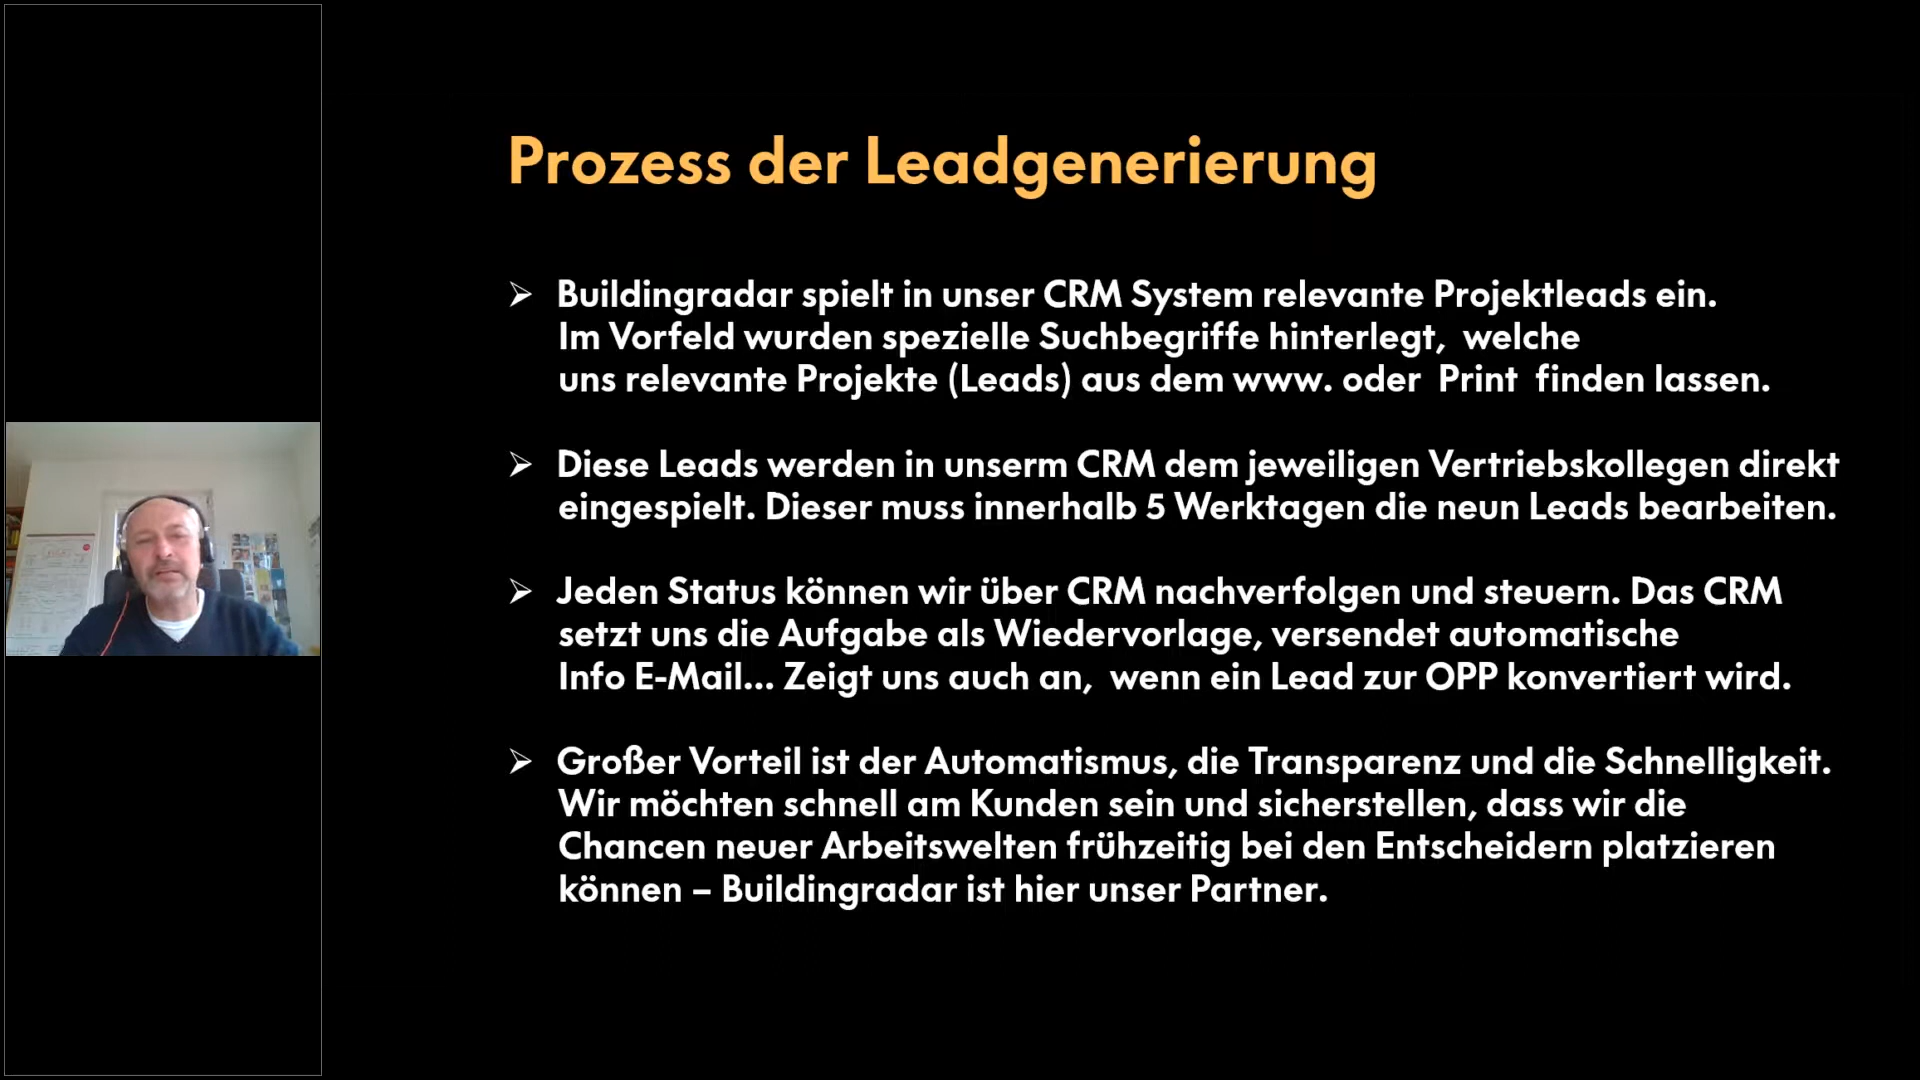 Prozess der Leadgenerierung
➢ Buildingradar spielt in unser CRM System relevante Projektleads ein.
Im Vorfeld wurden spezielle Suchbegriffe hinterlegt, welche
uns relevante Projekte (Leads) aus dem www. oder Print finden lassen.
➢ Diese Leads werden in unserm CRM dem jeweiligen Vertriebskollegen direkt
eingespielt. Dieser muss innerhalb 5 Werktagen die neun Leads bearbeiten.
➢ Jeden Status können wir über CRM nachverfolgen und steuern. Das CRM
setzt uns die Aufgabe als Wiedervorlage, versendet automatische
Info E-Mail... Zeigt uns auch an, wenn ein Lead zur OPP konvertiert wird.
➢ Großer Vorteil ist der Automatismus, die Transparenz und die Schnelligkeit.
Wir möchten schnell am Kunden sein und sicherstellen, dass wir die
Chancen neuer Arbeitswelten frühzeitig bei den Entscheidern platzieren
können – Buildingradar ist hier unser Partner.